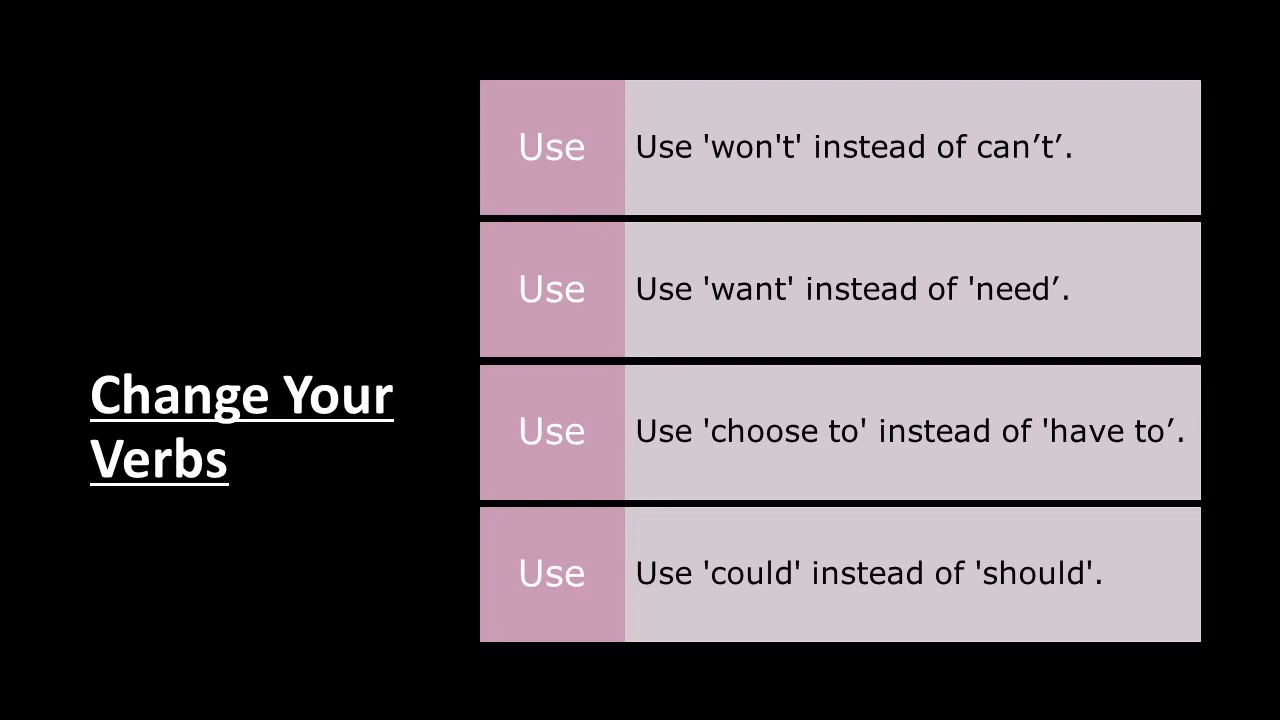 Change Your
Verbs
Use
Use 'won't' instead of can’t’.
Use
Use 'want' instead of 'need’.
Use
Use 'choose to' instead of 'have to’.
Use
Use 'could' instead of 'should'.